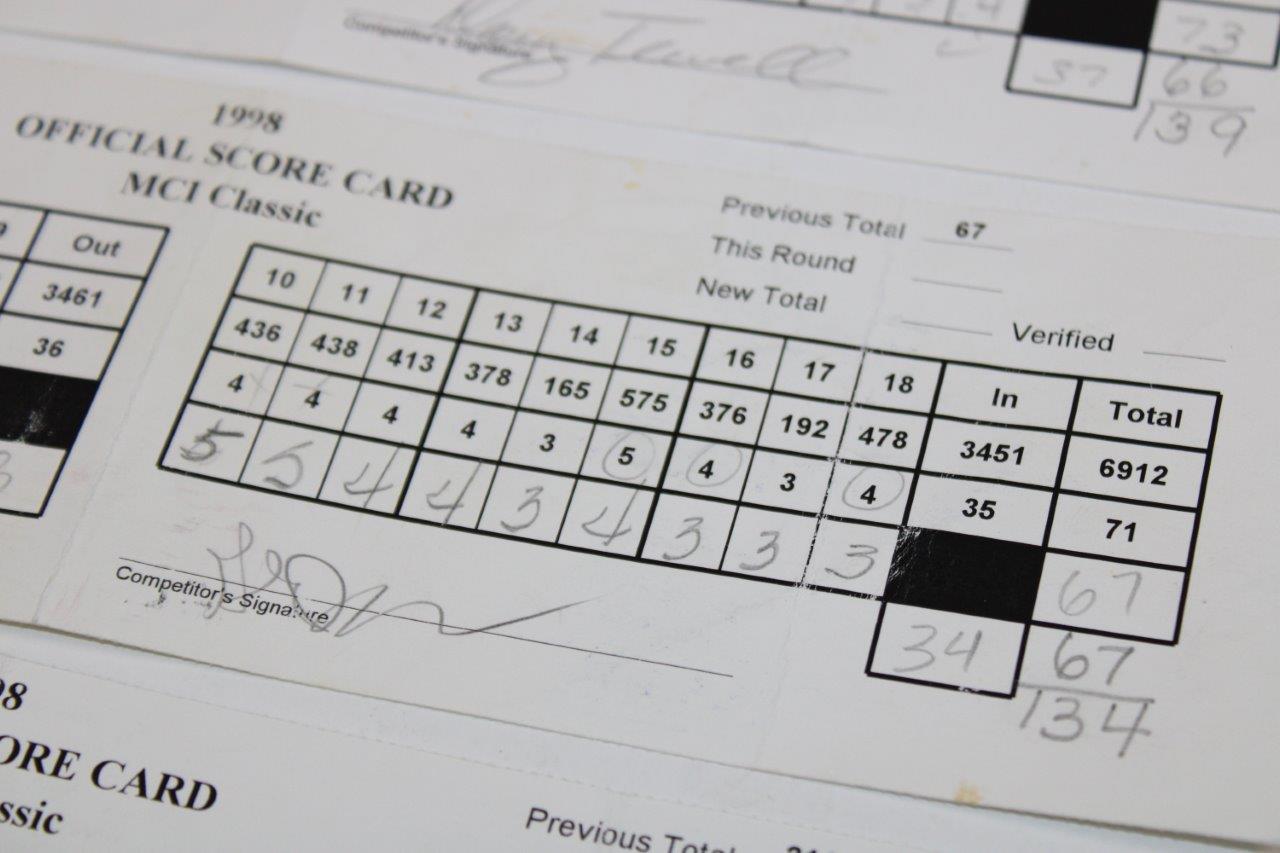 73
37 66
139
Competitor's Signature
1998
OFFICIAL SCORE CARD
MCI Classic
Previous Total 67
This Round
New Total
Verified
Out
3461
36
10 11 12 13 14 15 16 17 18 In Total
436 438 413 378 165 575 376 192 478 3451 6912
4 4 4 4 3 5 4 3 4 35 71
5 5 4 4 3 4 3 3 3 67
34 67
134
Competitor's Signature
98
ORE CARD
ssic
Previous Total